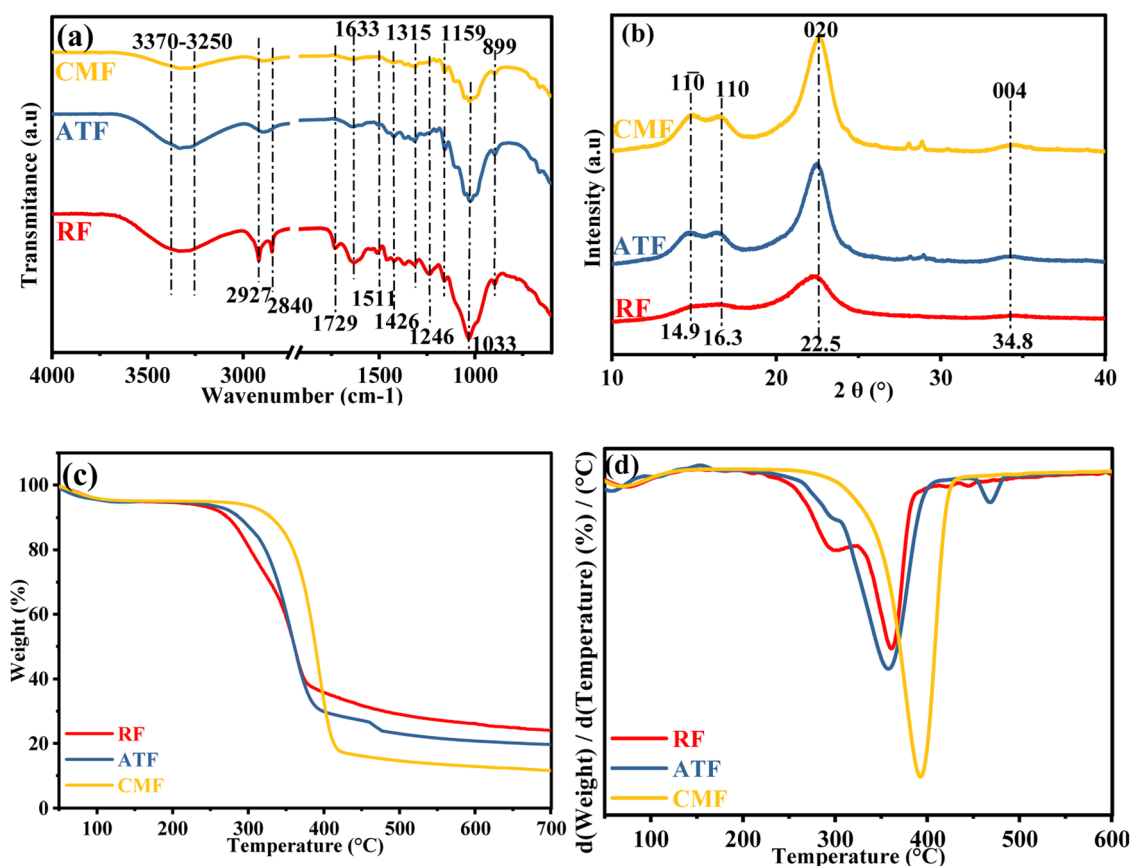 (a)
3370-3250
1633
1315
1159
899
CMF
ATF
RF
2927
2840
1729
1511
1426
1246
1033
Transmitance (a.u)
4000
3000
1500
1000
Wavenumber (cm-1)
(b)
020
11̅0
110
004
CMF
ATF
RF
14.9
16.3
22.5
34.8
Intensity (a.u)
10
20
30
40
2 θ (°)
(c)
100
80
60
40
20
0
Weight (%)
RF
ATF
CMF
100
200
300
400
500
600
700
Temperature (°C)
(d)
d(Weight) / d(Temperature) (%) / (°C)
RF
ATF
CMF
100
200
300
400
500
600
Temperature (°C)